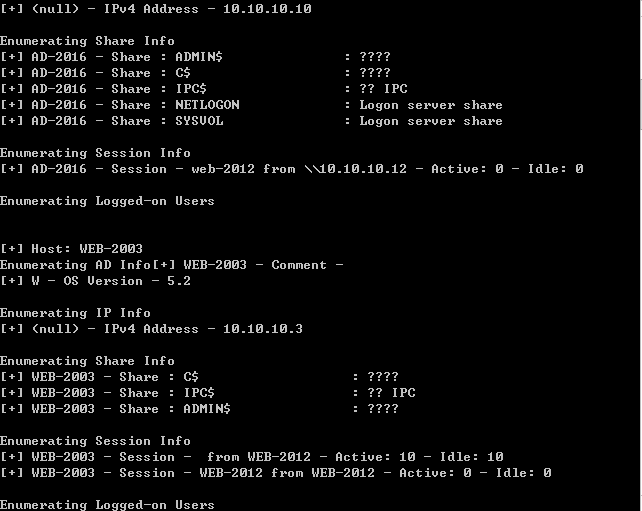 [+] (null) - IPv4 Address - 10.10.10.10
Enumerating Share Info
[+] AD-2016 - Share : ADMIN$ : ????
[+] AD-2016 - Share : C$ : ????
[+] AD-2016 - Share : IPC$ : ?? IPC
[+] AD-2016 - Share : NETLOGON : Logon server share
[+] AD-2016 - Share : SYSVOL : Logon server share
Enumerating Session Info
[+] AD-2016 - Session - web-2012 from \\10.10.10.12 - Active: 0 - Idle: 0
Enumerating Logged-on Users
[+] Host: WEB-2003
Enumerating AD Info[+] WEB-2003 - Comment -
[+] W - OS Version - 5.2
Enumerating IP Info
[+] (null) - IPv4 Address - 10.10.10.3
Enumerating Share Info
[+] WEB-2003 - Share : C$ : ????
[+] WEB-2003 - Share : IPC$ : ?? IPC
[+] WEB-2003 - Share : ADMIN$ : ????
Enumerating Session Info
[+] WEB-2003 - Session -  from WEB-2012 - Active: 10 - Idle: 10
[+] WEB-2003 - Session - WEB-2012 from WEB-2012 - Active: 0 - Idle: 0
Enumerating Logged-on Users